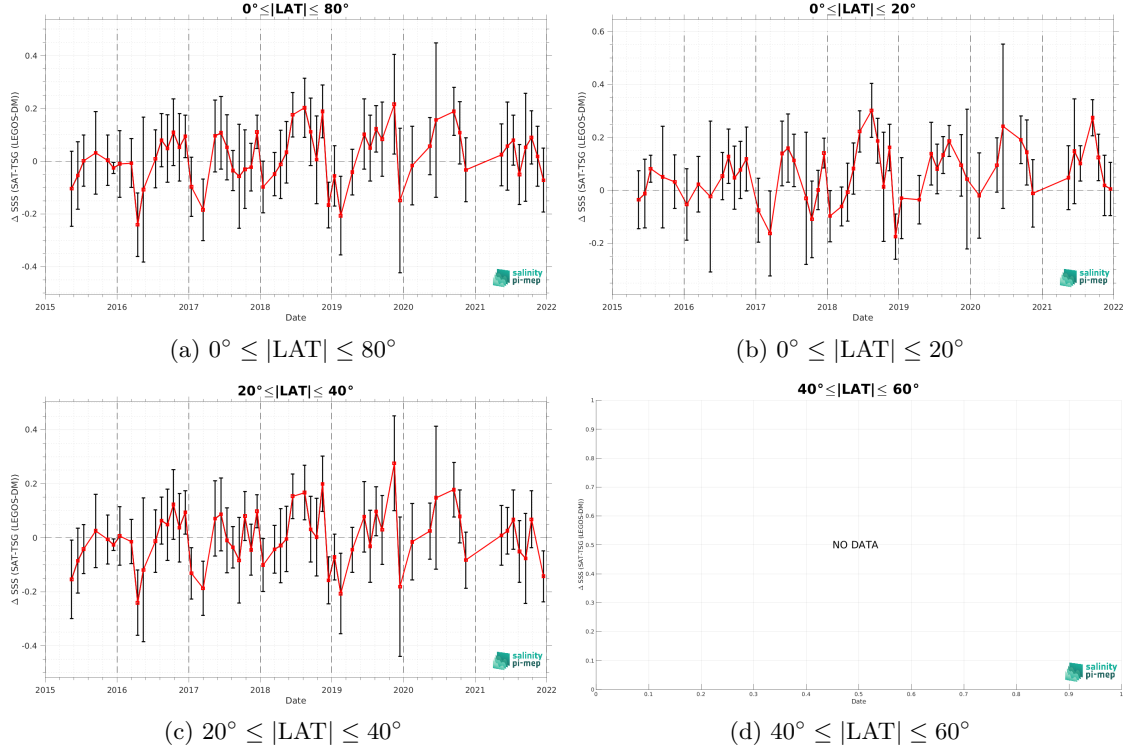 0°≤|LAT|≤ 80°
Δ SSS (SAT-TSG (LEGOS-DM))
0.4
0.2
0
-0.2
-0.4
2015 2016 2017 2018 2019 2020 2021 2022
Date
salinity
pi-mep
(a) 0° ≤ |LAT| ≤ 80°
0°≤|LAT|≤ 20°
Δ SSS (SAT-TSG (LEGOS-DM))
0.6
0.4
0.2
0
-0.2
2015 2016 2017 2018 2019 2020 2021 2022
Date
salinity
pi-mep
(b) 0° ≤ |LAT| ≤ 20°
20°≤|LAT|≤ 40°
Δ SSS (SAT-TSG (LEGOS-DM))
0.4
0.2
0
-0.2
-0.4
2015 2016 2017 2018 2019 2020 2021 2022
Date
salinity
pi-mep
(c) 20° ≤ |LAT| ≤ 40°
40°≤|LAT|≤ 60°
Δ SSS (SAT-TSG (LEGOS-DM))
1
0.9
0.8
0.7
0.6
0.5
0.4
0.3
0.2
0.1
0
NO DATA
0 0.1 0.2 0.3 0.4 0.5 0.6 0.7 0.8 0.9 1
Date
salinity
pi-mep
(d) 40° ≤ |LAT| ≤ 60°